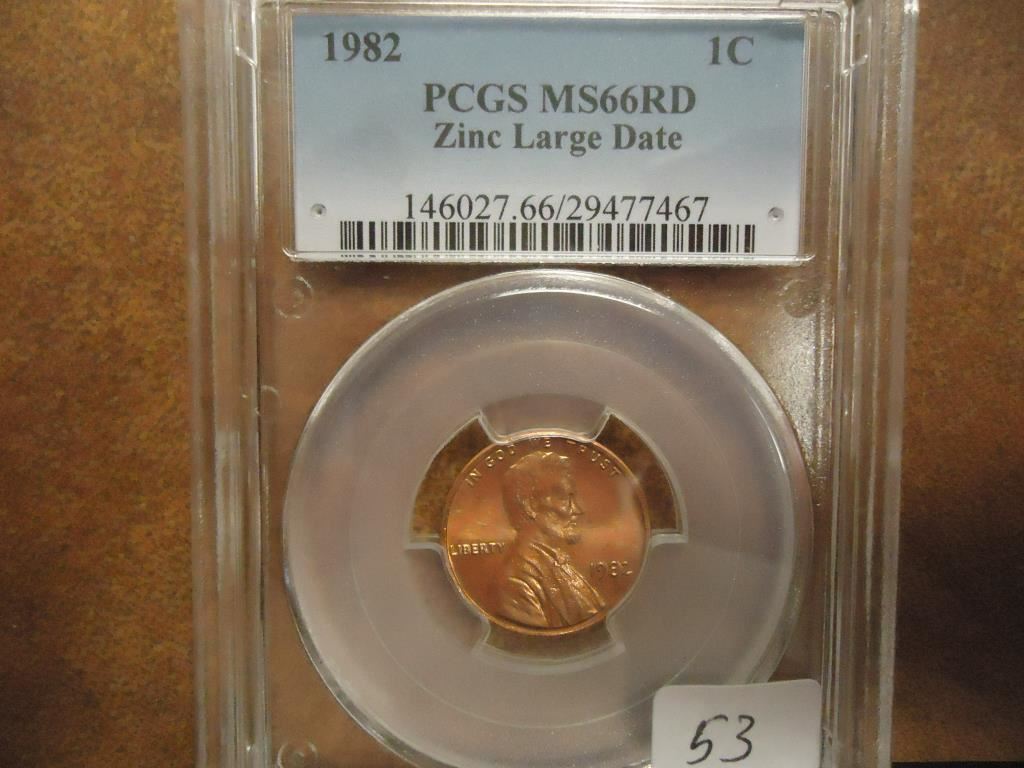 1982 1C
PCGS MS66RD
Zinc Large Date
146027.66/29477467
IN GOD WE TRUST
LIBERTY
1982
53